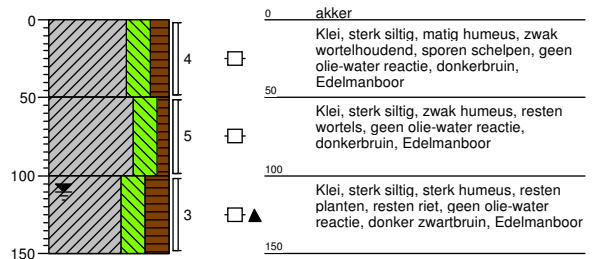 0
50
100
150
4
5
3
0 akker
Klei, sterk siltig, matig humeus, zwak
wortelhoudend, sporen schelpen, geen
olie-water reactie, donkerbruin,
Edelmanboor
50
Klei, sterk siltig, zwak humeus, resten
wortels, geen olie-water reactie,
donkerbruin, Edelmanboor
100
Klei, sterk siltig, sterk humeus, resten
planten, resten riet, geen olie-water
reactie, donker zwartbruin, Edelmanboor
150